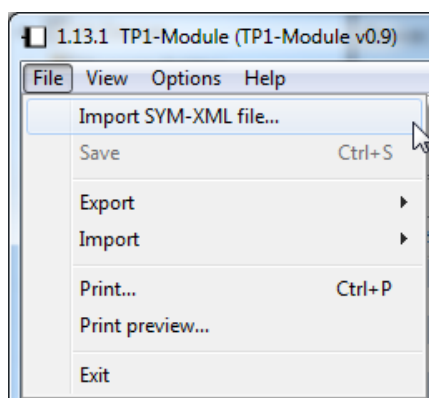 1.13.1 TP1-Module (TP1-Module v0.9)
File View Options Help
Import SYM-XML file...
Save Ctrl+S
Export
Import
Print... Ctrl+P
Print preview...
Exit